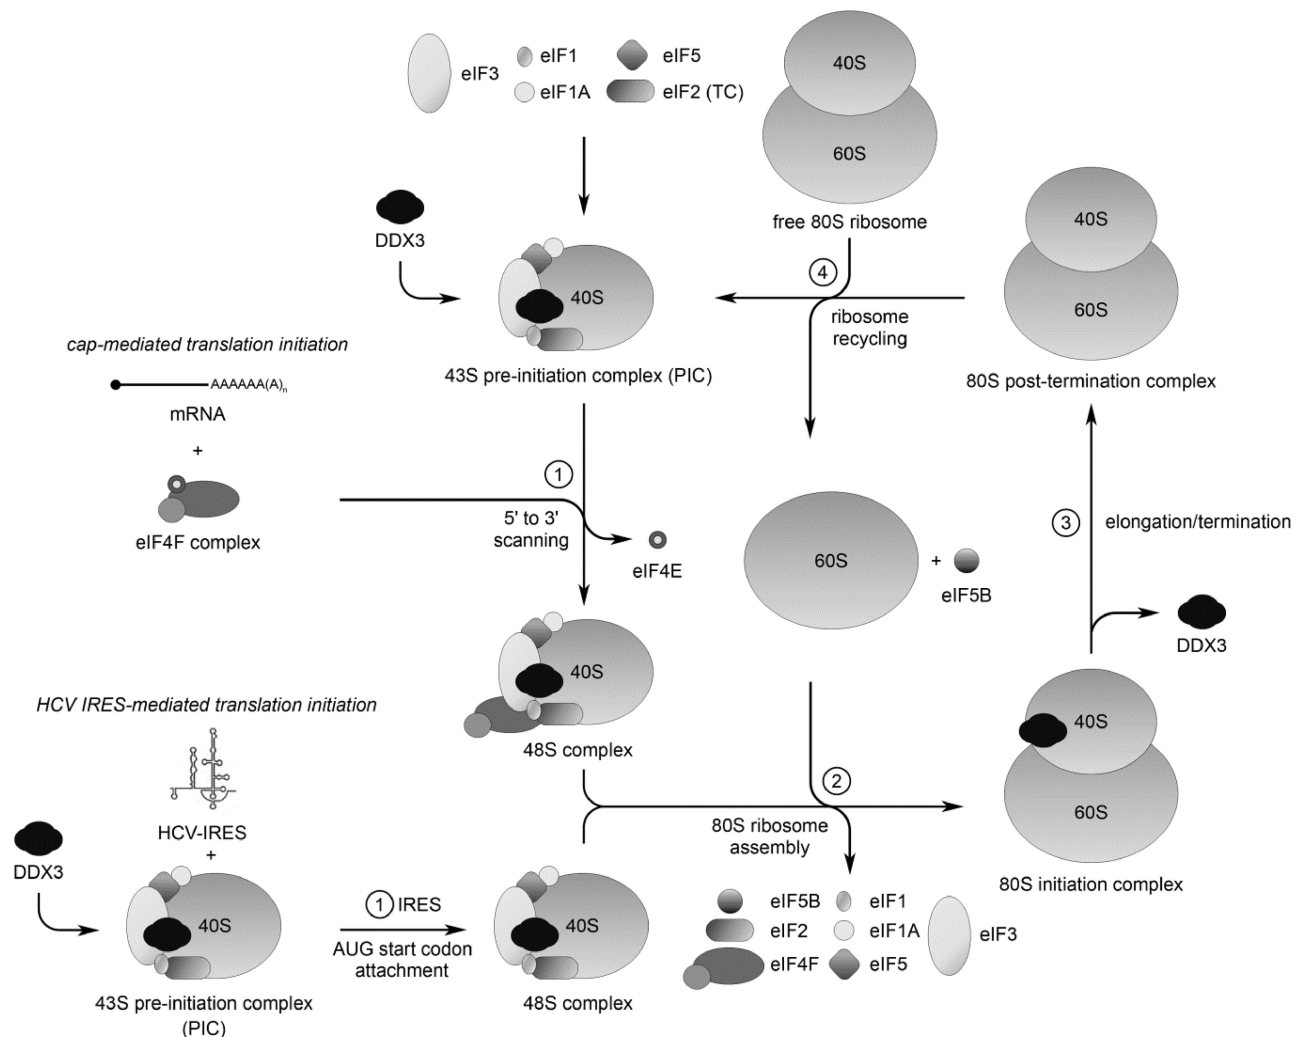 eIF3
eIF1
eIF5
eIF1A
eIF2 (TC)
40S
60S
free 80S ribosome
DDX3
40S
43S pre-initiation complex (PIC)
4
ribosome
recycling
40S
60S
80S post-termination complex
cap-mediated translation initiation
AAAAAA(A)n
mRNA
+
eIF4F complex
1
5' to 3'
scanning
eIF4E
60S
+
eIF5B
3
elongation/termination
DDX3
40S
48S complex
HCV IRES-mediated translation initiation
HCV-IRES
+
DDX3
40S
43S pre-initiation complex
(PIC)
1 IRES
AUG start codon
attachment
40S
48S complex
2
80S ribosome
assembly
40S
60S
80S initiation complex
eIF5B
eIF1
eIF2
eIF1A
eIF3
eIF4F
eIF5